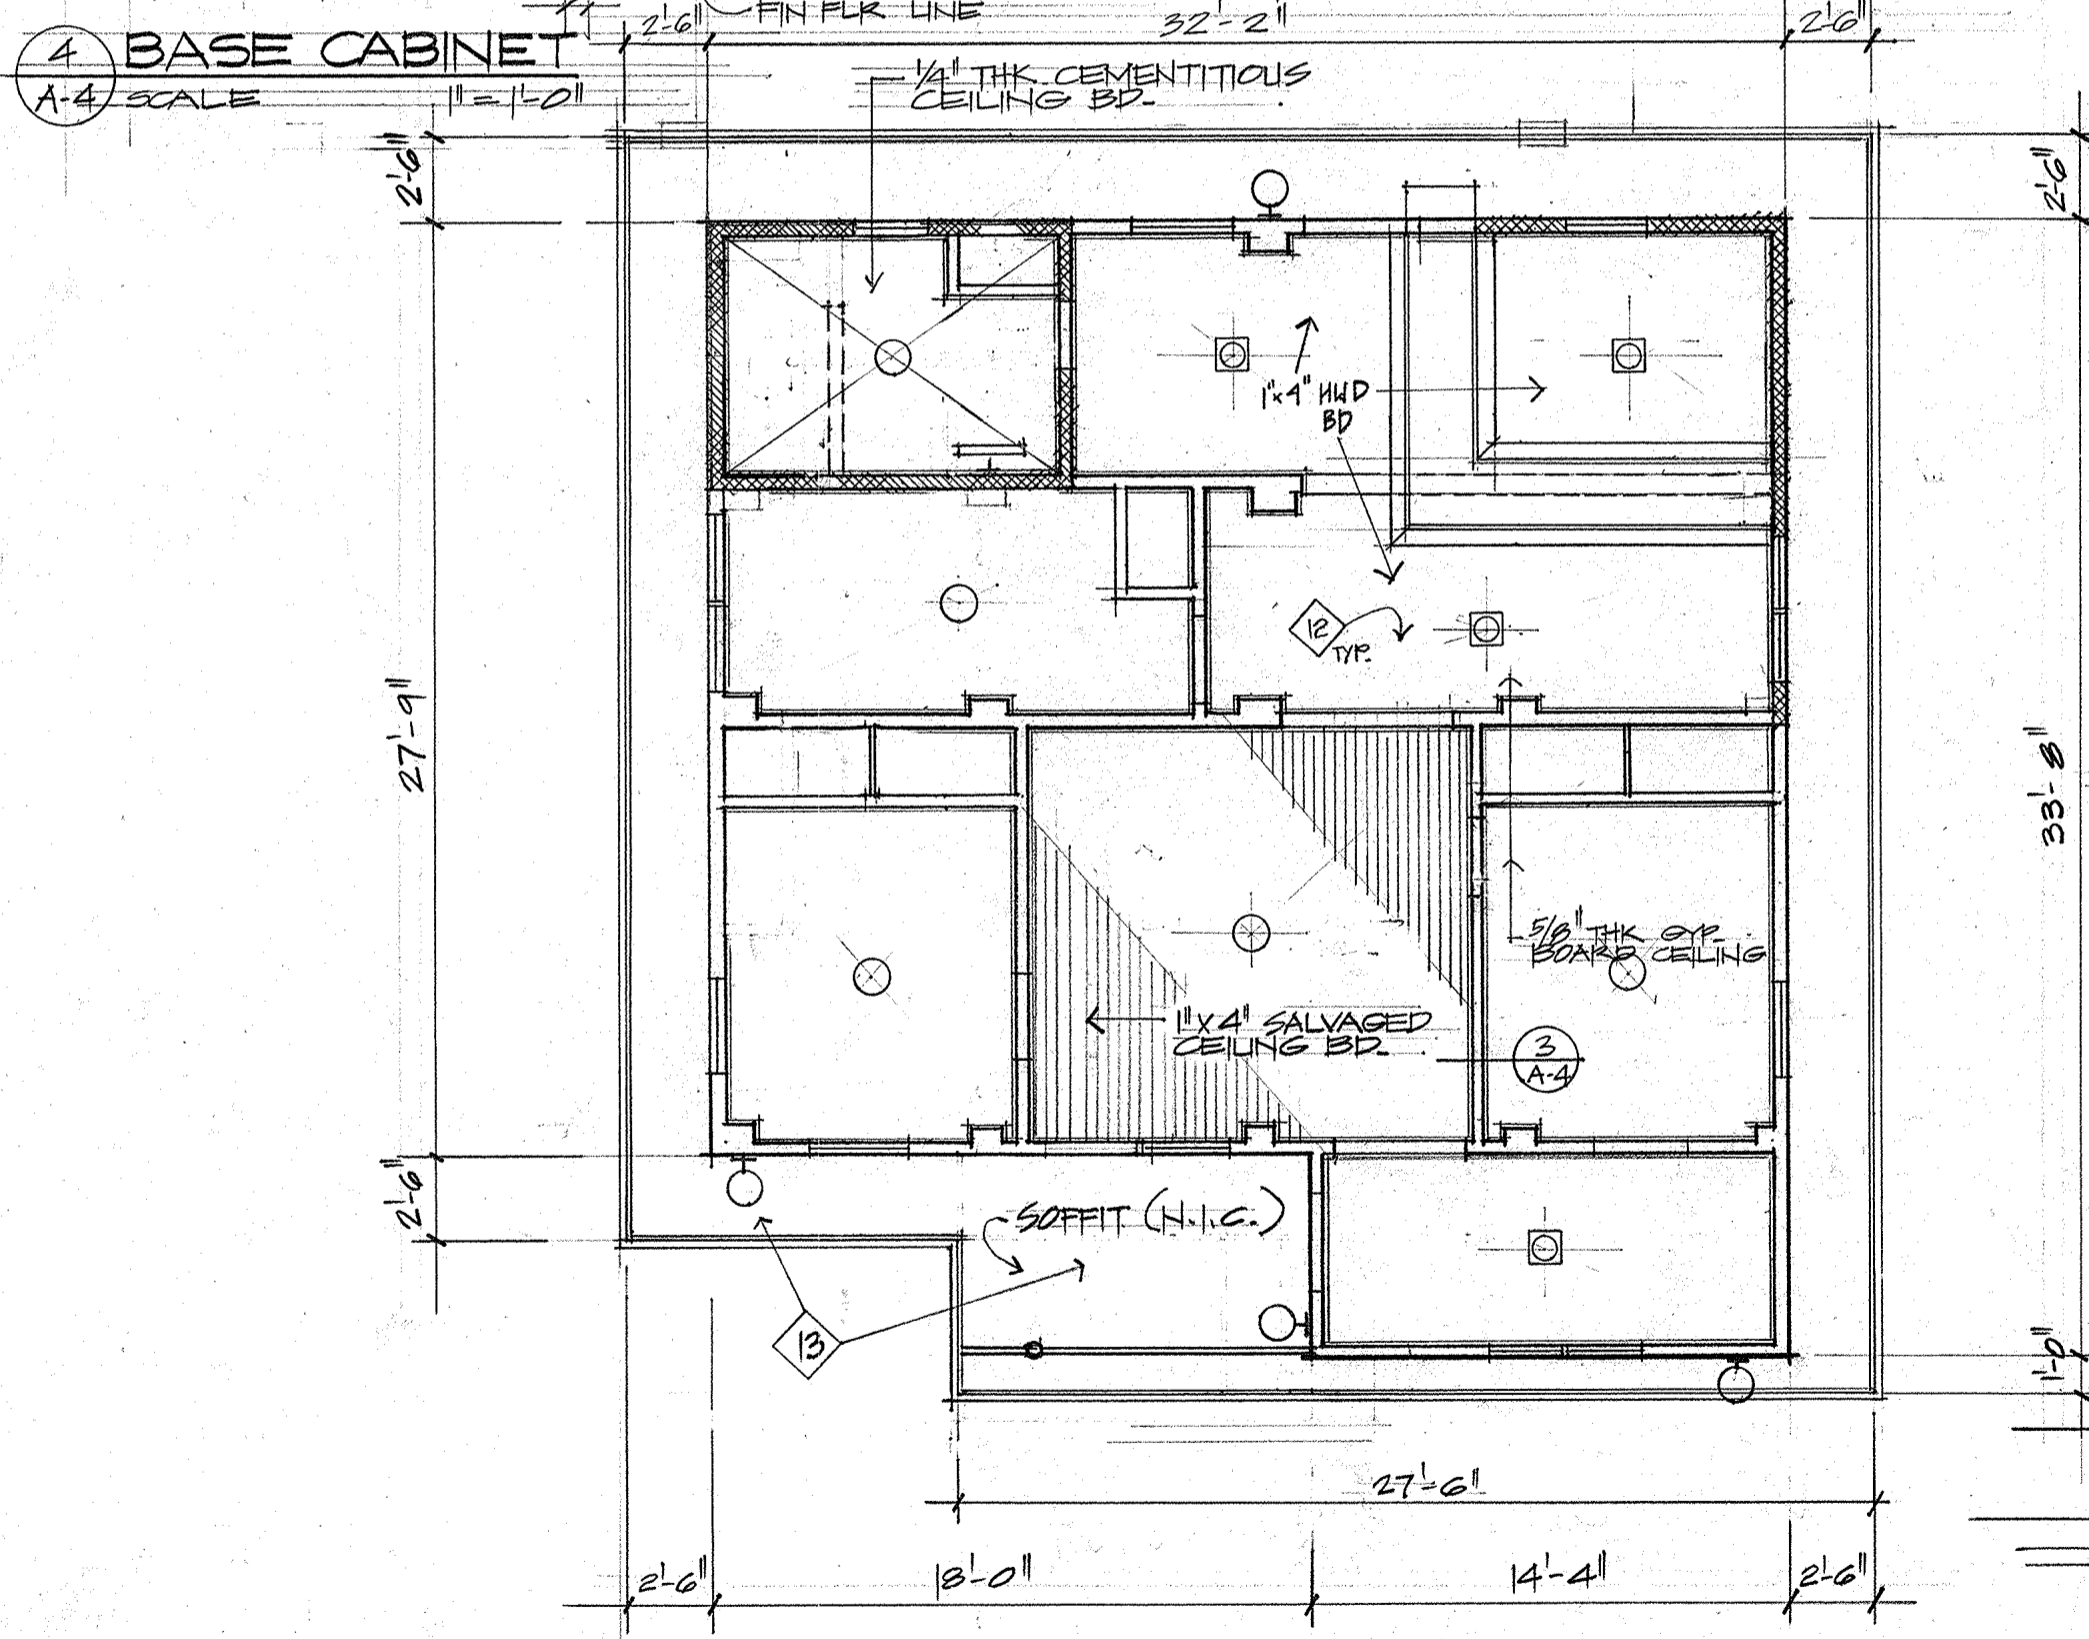 2'-6"
FIN FLR LINE
32'-2"
2'-6"
4
BASE CABINET
A-4
SCALE 1"=1'-0"
1/4" THK CEMENTITIOUS
CEILING BD.
2'-6"
2'-6"
1"x4" HWD
BD
12
TYP.
27'-9"
33'-8"
5/8" THK GYP.
BOARD CEILING
1"X4" SALVAGED
CEILING BD.
3
A-4
2'-6"
SOFFIT (N.I.C.)
13
1'-0"
27'-6"
2'-6"
18'-0"
14'-4"
2'-6"